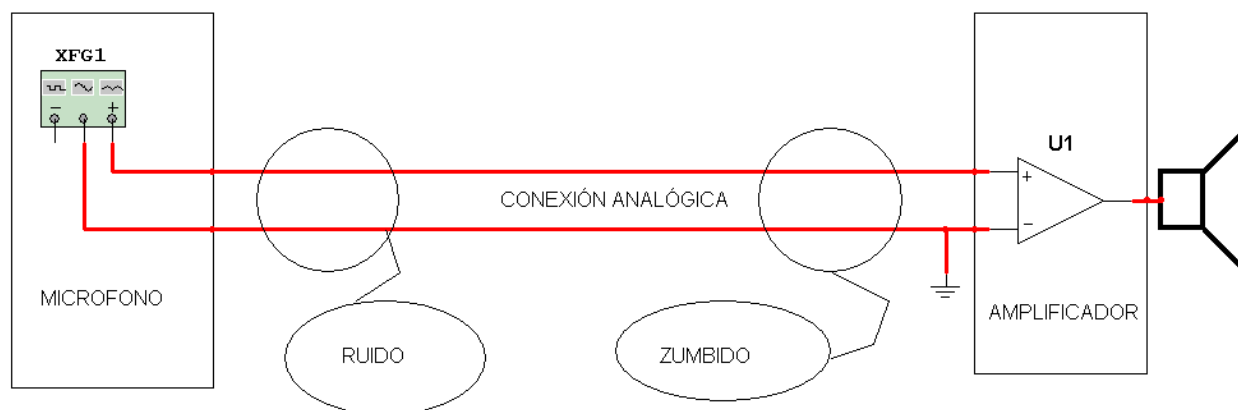 XFG1
U1
+
−
CONEXIÓN ANALÓGICA
MICROFONO
AMPLIFICADOR
RUIDO
ZUMBIDO